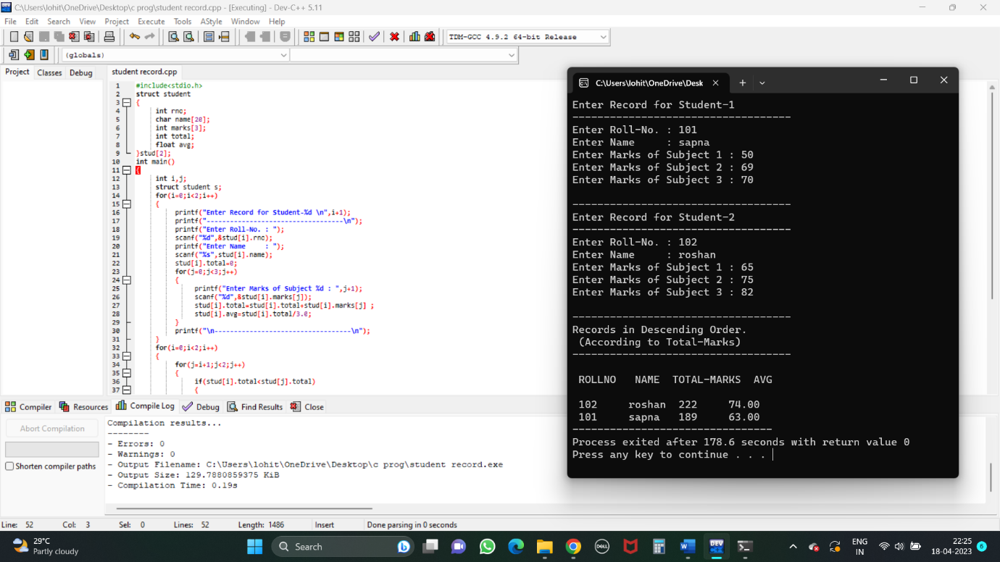 C:\Users\lohit\OneDrive\Desktop\c prog\student record.cpp - [Executing] - Dev-C++ 5.11
File Edit Search View Project Execute Tools AStyle Window Help
TDM-GCC 4.9.2 64-bit Release
(globals)
Project Classes Debug
student record.cpp
1 #include<stdio.h>
2 struct student
3 {
4 int rno;
5 char name[20];
6 int marks[3];
7 int total;
8 float avg;
9 }stud[2];
10 int main()
11 {
12 int i,j;
13 struct student s;
14 for(i=0;i<2;i++)
15 {
16 printf("Enter Record for Student-%d \n",i+1);
17 printf("-----------------------------------\n");
18 printf("Enter Roll-No. : ");
19 scanf("%d",&stud[i].rno);
20 printf("Enter Name     : ");
21 scanf("%s",stud[i].name);
22 stud[i].total=0;
23 for(j=0;j<3;j++)
24 {
25 printf("Enter Marks of Subject %d : ",j+1);
26 scanf("%d",&stud[i].marks[j]);
27 stud[i].total=stud[i].total+stud[i].marks[j] ;
28 stud[i].avg=stud[i].total/3.0;
29 }
30 printf("\n-----------------------------------\n");
31 }
32 for(i=0;i<2;i++)
33 {
34 for(j=i+1;j<2;j++)
35 {
36 if(stud[i].total<stud[j].total)
37 {
C:\Users\lohit\OneDrive\Desk
Enter Record for Student-1
-----------------------------------
Enter Roll-No. : 101
Enter Name     : sapna
Enter Marks of Subject 1 : 50
Enter Marks of Subject 2 : 69
Enter Marks of Subject 3 : 70
-----------------------------------
Enter Record for Student-2
-----------------------------------
Enter Roll-No. : 102
Enter Name     : roshan
Enter Marks of Subject 1 : 65
Enter Marks of Subject 2 : 75
Enter Marks of Subject 3 : 82
-----------------------------------
Records in Descending Order.
(According to Total-Marks)
-----------------------------------
ROLLNO   NAME  TOTAL-MARKS  AVG
102     roshan  222     74.00
101     sapna   189     63.00
--------------------------------
Process exited after 178.6 seconds with return value 0
Press any key to continue . . .
Compiler Resources Compile Log Debug Find Results Close
Abort Compilation
Shorten compiler paths
Compilation results...
--------
- Errors: 0
- Warnings: 0
- Output Filename: C:\Users\lohit\OneDrive\Desktop\c prog\student record.exe
- Output Size: 129.7880859375 KiB
- Compilation Time: 0.19s
Line: 52 Col: 3 Sel: 0 Lines: 52 Length: 1486 Insert Done parsing in 0 seconds
29°C
Partly cloudy
Search
DELL
W
DEV
ENG
IN
22:25
18-04-2023
6